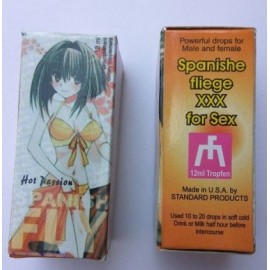 Hot Passion
SPANISH
FLY
Powerful drops for
Male and female
Spanishe
fliege
XXX
for Sex
12ml Tropfen
Made in U.S.A. by
STANDARD PRODUCTS
Used 10 to 20 drops in soft cold
Drink or Milk half hour before
intercourse